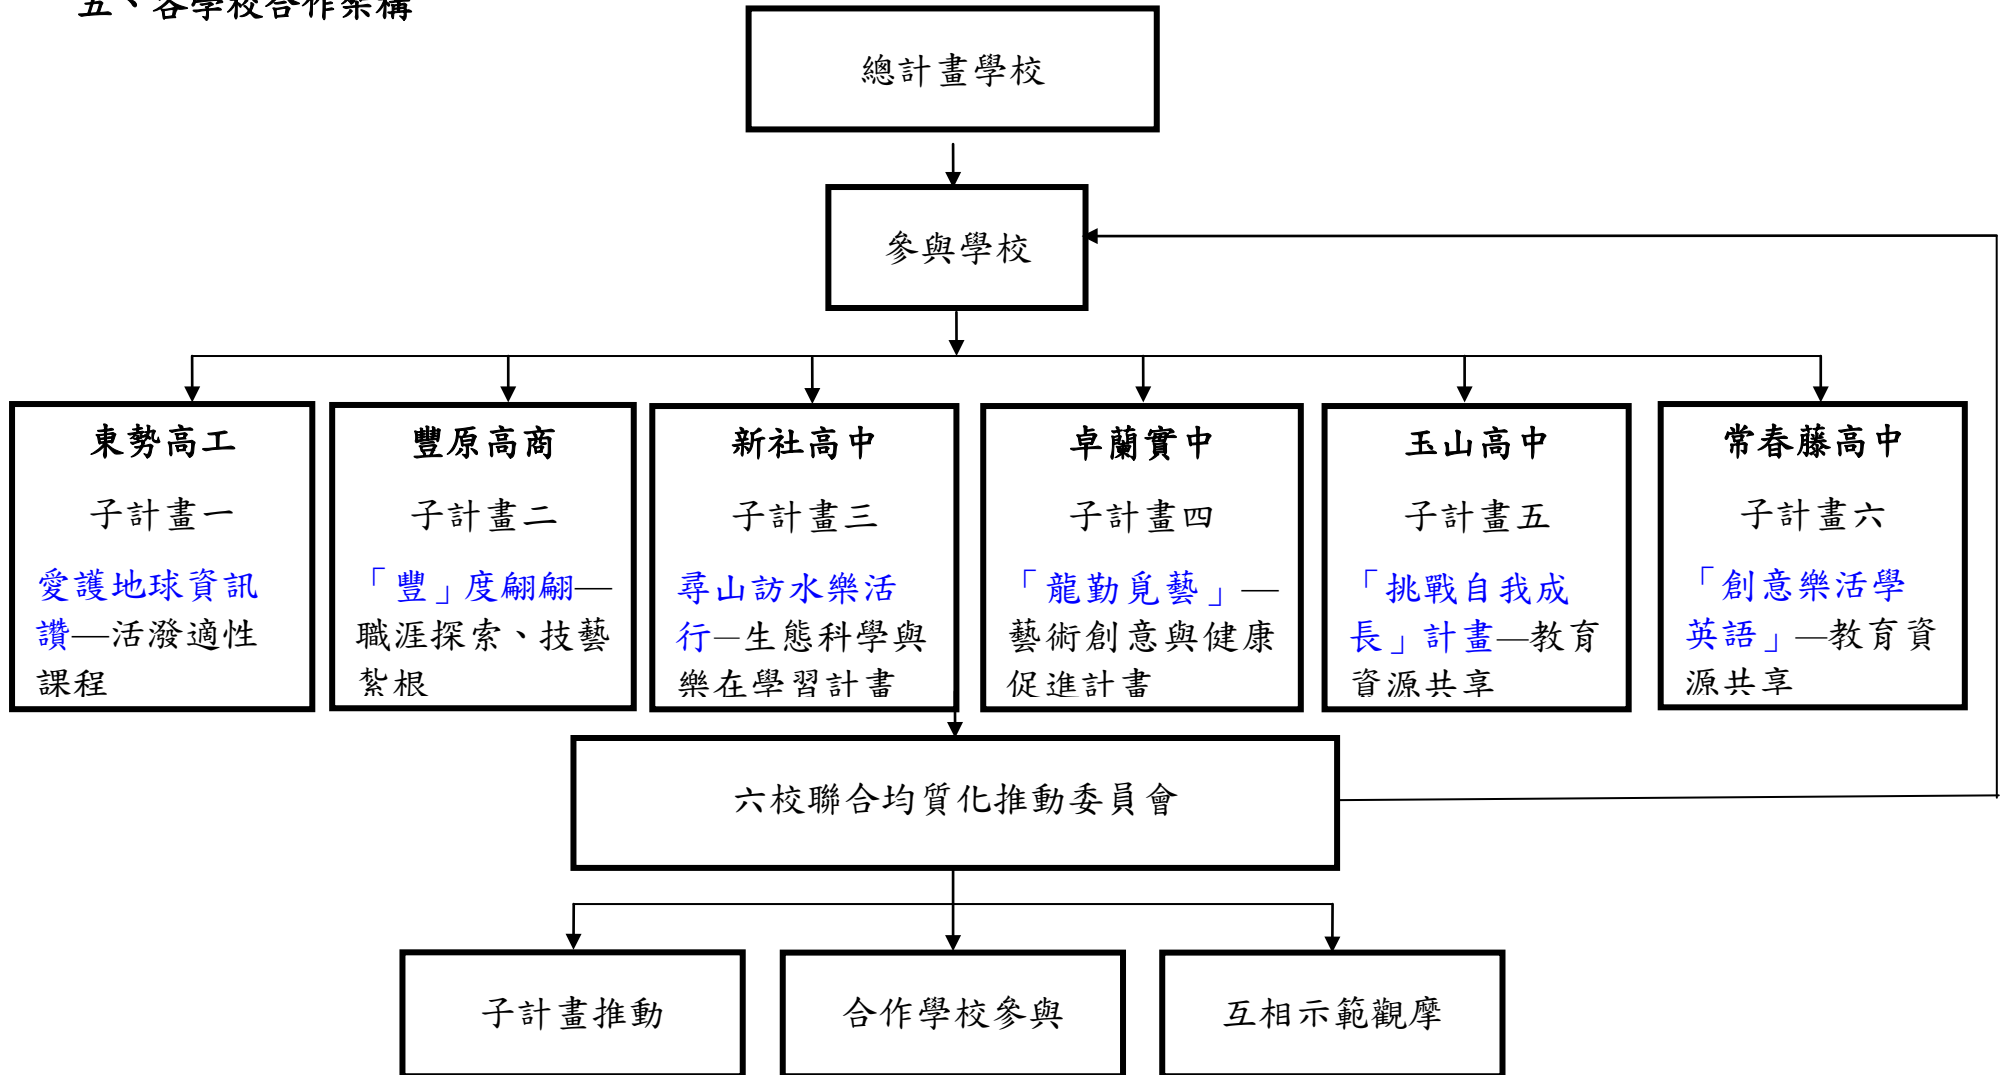 五、各學校合作架構
總計畫學校
參與學校
東勢高工
子計畫一
愛護地球資訊
讚—活潑適性
課程
豐原高商
子計畫二
「豐」度翩翩—
職涯探索、技藝
紮根
新社高中
子計畫三
尋山訪水樂活
行—生態科學與
樂在學習計畫
卓蘭實中
子計畫四
「龍勤覓藝」—
藝術創意與健康
促進計畫
玉山高中
子計畫五
「挑戰自我成
長」計畫—教育
資源共享
常春藤高中
子計畫六
「創意樂活學
英語」—教育資
源共享
六校聯合均質化推動委員會
子計畫推動
合作學校參與
互相示範觀摩